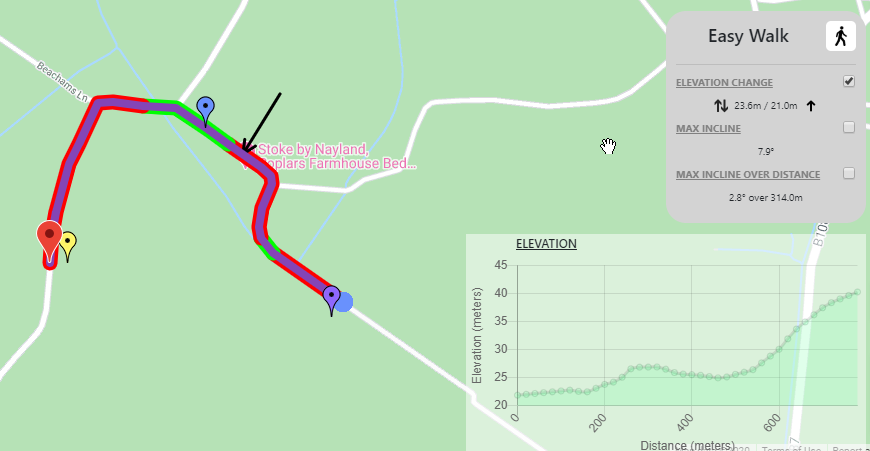 Easy Walk
ELEVATION CHANGE
23.6m / 21.0m
MAX INCLINE
7.9°
MAX INCLINE OVER DISTANCE
2.8° over 314.0m
Beachams Ln
Stoke by Nayland,
Poplars Farmhouse Bed...
ELEVATION
Elevation (meters)
45
40
35
30
25
20
0
200
400
600
Distance (meters)
2020
Terms of Use
Report